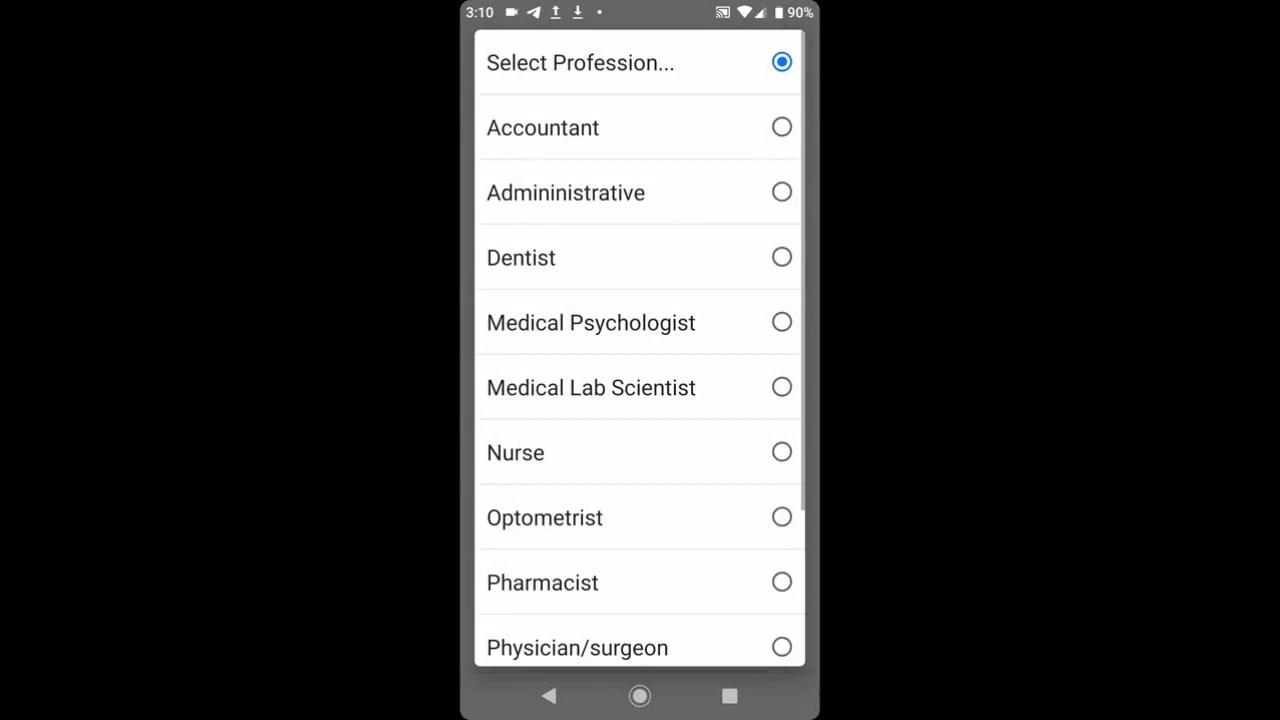 3:10
90%
Select Profession...
Accountant
Admininistrative
Dentist
Medical Psychologist
Medical Lab Scientist
Nurse
Optometrist
Pharmacist
Physician/surgeon